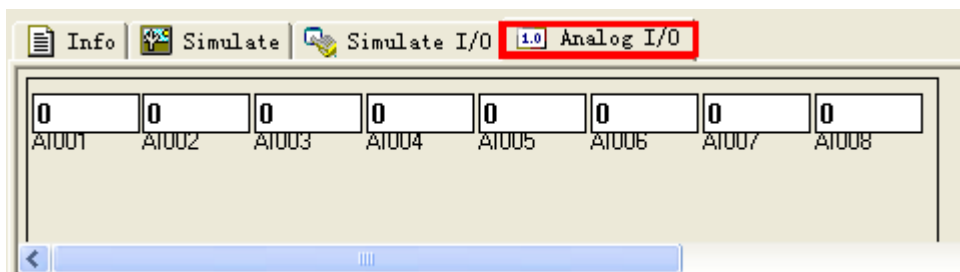 Info Simulate Simulate I/O 1.0 Analog I/O
0 0 0 0 0 0 0 0
AI001 AI002 AI003 AI004 AI005 AI006 AI007 AI008